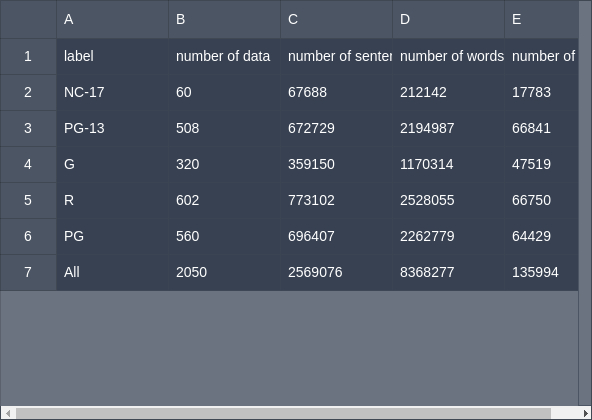 A B C D E
1 label number of data number of number of words number of
2 NC-17 60 67688 212142 17783
3 PG-13 508 672729 2194987 66841
4 G 320 359150 1170314 47519
5 R 602 773102 2528055 66750
6 PG 560 696407 2262779 64429
7 All 2050 2569076 8368277 135994